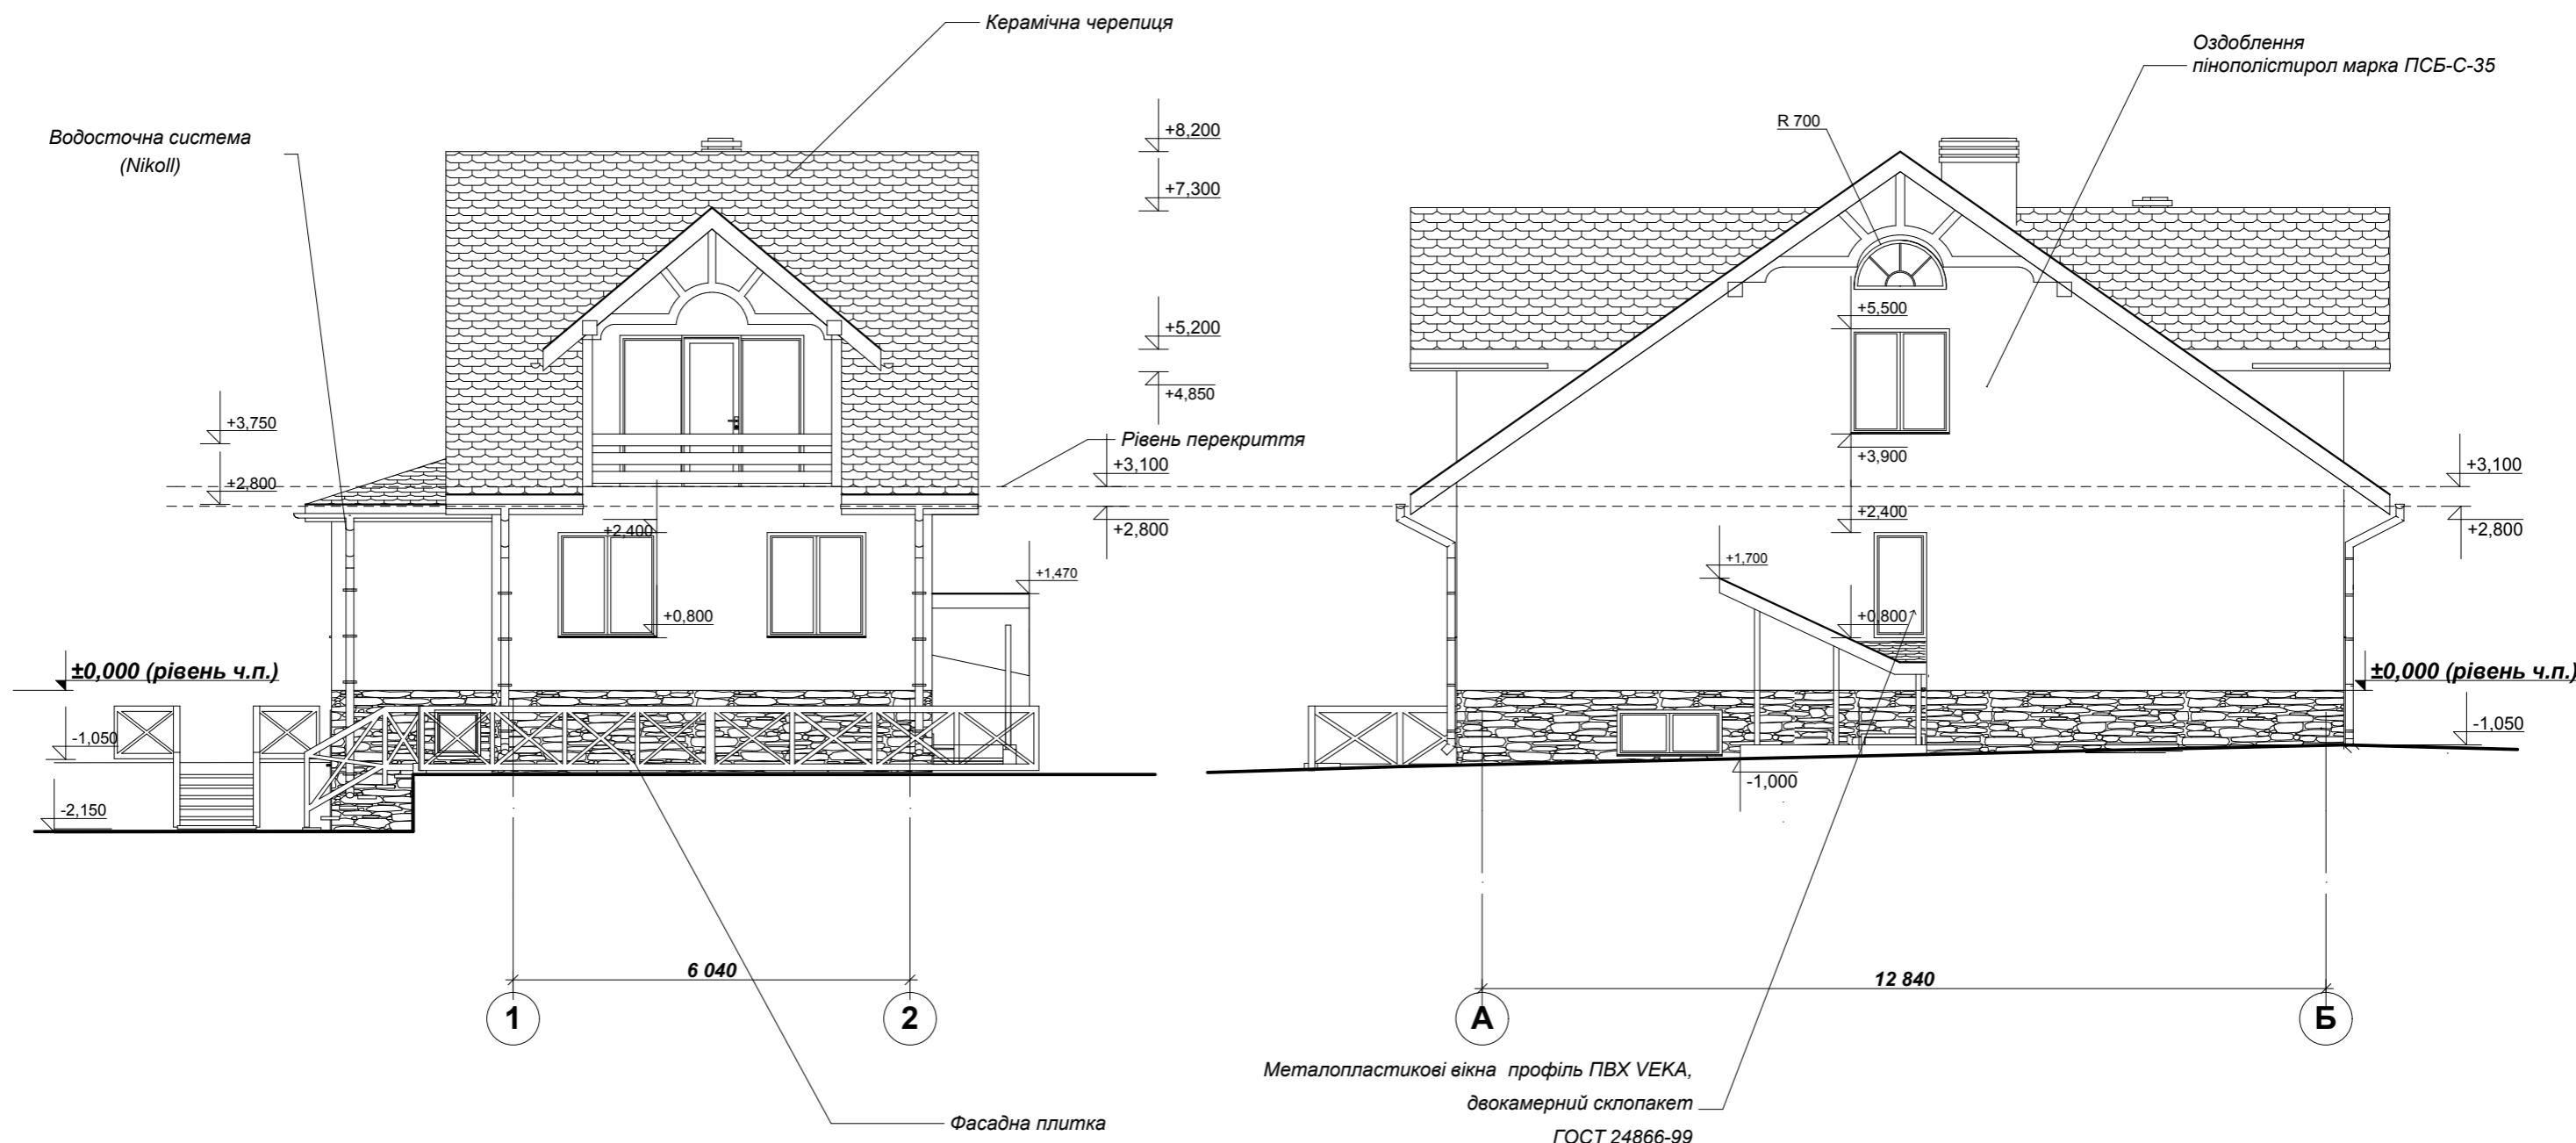 Керамічна черепиця
Оздоблення
пінополістирол марка ПСБ-С-35
Водосточна система
(Nikoll)
+8,200
R 700
+7,300
+5,500
+5,200
+4,850
+3,750
Рівень перекриття
+3,900
+3,100
+3,100
+2,800
+2,400
+2,800
+2,400
+2,800
+1,470
+1,700
+0,800
+0,800
±0,000 (рівень ч.п.)
±0,000 (рівень ч.п.)
-1,050
-1,050
-1,000
-2,150
6 040
12 840
1
2
А
Б
Металопластикові вікна профіль ПВХ VEKA,
двокамерний склопакет
ГОСТ 24866-99
Фасадна плитка